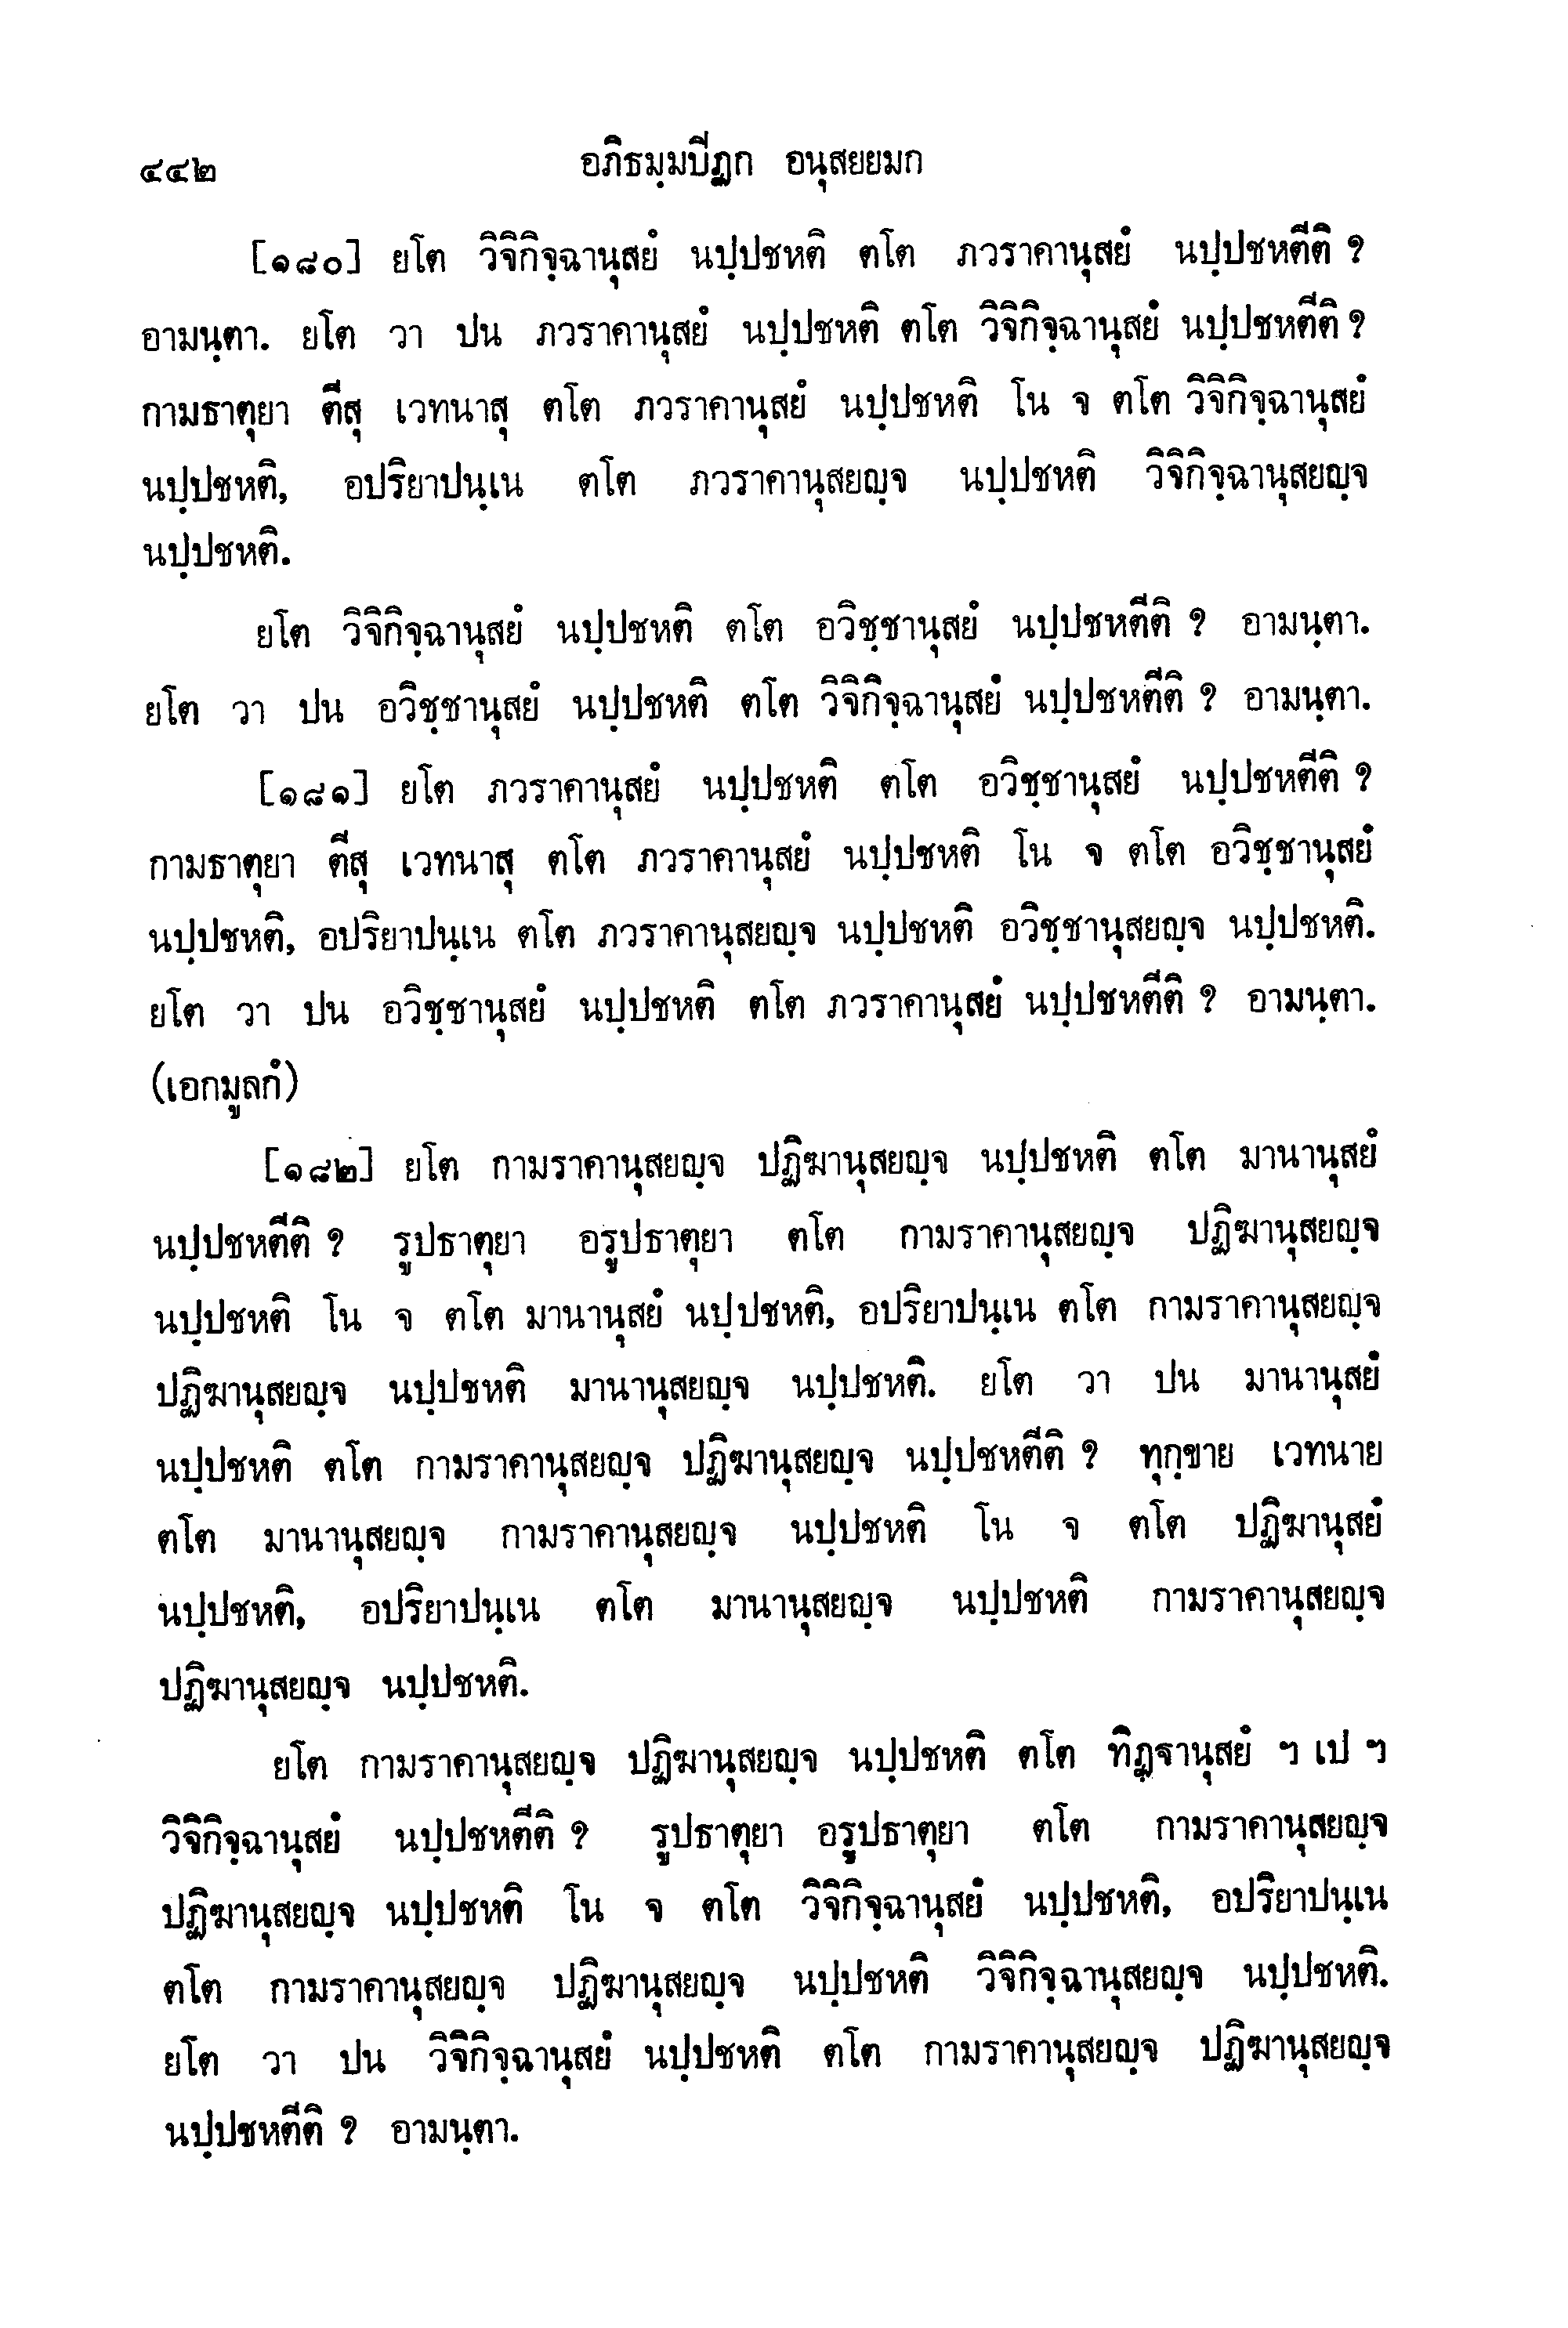 ๔๔๒ อภิธมฺมปิฏก อนุสยยมก
[๑๘๐] ยโต วิจิกิจฺฉานุสยํ นปฺปชหติ ตโต ภวราคานุสยํ นปฺปชหตีติ ?
อามนฺตา. ยโต วา ปน ภวราคานุสยํ นปฺปชหติ ตโต วิจิกิจฺฉานุสยํ นปฺปชหตีติ ?
กามธาตุยา ตีสุ เวทนาสุ ตโต ภวราคานุสยํ นปฺปชหติ โน จ ตโต วิจิกิจฺฉานุสยํ
นปฺปชหติ, อปริยาปนฺเน ตโต ภวราคานุสยญฺจ นปฺปชหติ วิจิกิจฺฉานุสยญฺจ
นปฺปชหติ.
ยโต วิจิกิจฺฉานุสยํ นปฺปชหติ ตโต อวิชฺชานุสยํ นปฺปชหตีติ ? อามนฺตา.
ยโต วา ปน อวิชฺชานุสยํ นปฺปชหติ ตโต วิจิกิจฺฉานุสยํ นปฺปชหตีติ ? อามนฺตา.
[๑๘๑] ยโต ภวราคานุสยํ นปฺปชหติ ตโต อวิชฺชานุสยํ นปฺปชหตีติ ?
กามธาตุยา ตีสุ เวทนาสุ ตโต ภวราคานุสยํ นปฺปชหติ โน จ ตโต อวิชฺชานุสยํ
นปฺปชหติ, อปริยาปนฺเน ตโต ภวราคานุสยญฺจ นปฺปชหติ อวิชฺชานุสยญฺจ นปฺปชหติ.
ยโต วา ปน อวิชฺชานุสยํ นปฺปชหติ ตโต ภวราคานุสยํ นปฺปชหตีติ ? อามนฺตา.
(เอกมูลกํ)
[๑๘๒] ยโต กามราคานุสยญฺจ ปฏิฆานุสยญฺจ นปฺปชหติ ตโต มานานุสยํ
นปฺปชหตีติ ? รูปธาตุยา อรูปธาตุยา ตโต กามราคานุสยญฺจ ปฏิฆานุสยญฺจ
นปฺปชหติ โน จ ตโต มานานุสยํ นปฺปชหติ, อปริยาปนฺเน ตโต กามราคานุสยญฺจ
ปฏิฆานุสยญฺจ นปฺปชหติ มานานุสยญฺจ นปฺปชหติ. ยโต วา ปน มานานุสยํ
นปฺปชหติ ตโต กามราคานุสยญฺจ ปฏิฆานุสยญฺจ นปฺปชหตีติ ? ทุกฺขาย เวทนาย
ตโต มานานุสยญฺจ กามราคานุสยญฺจ นปฺปชหติ โน จ ตโต ปฏิฆานุสยํ
นปฺปชหติ, อปริยาปนฺเน ตโต มานานุสยญฺจ นปฺปชหติ กามราคานุสยญฺจ
ปฏิฆานุสยญฺจ นปฺปชหติ.
ยโต กามราคานุสยญฺจ ปฏิฆานุสยญฺจ นปฺปชหติ ตโต ทิฏฺฐานุสยํ ฯ เป ฯ
วิจิกิจฺฉานุสยํ นปฺปชหตีติ ? รูปธาตุยา อรูปธาตุยา ตโต กามราคานุสยญฺจ
ปฏิฆานุสยญฺจ นปฺปชหติ โน จ ตโต วิจิกิจฺฉานุสยํ นปฺปชหติ, อปริยาปนฺเน
ตโต กามราคานุสยญฺจ ปฏิฆานุสยญฺจ นปฺปชหติ วิจิกิจฺฉานุสยญฺจ นปฺปชหติ.
ยโต วา ปน วิจิกิจฺฉานุสยํ นปฺปชหติ ตโต กามราคานุสยญฺจ ปฏิฆานุสยญฺจ
นปฺปชหตีติ ? อามนฺตา.